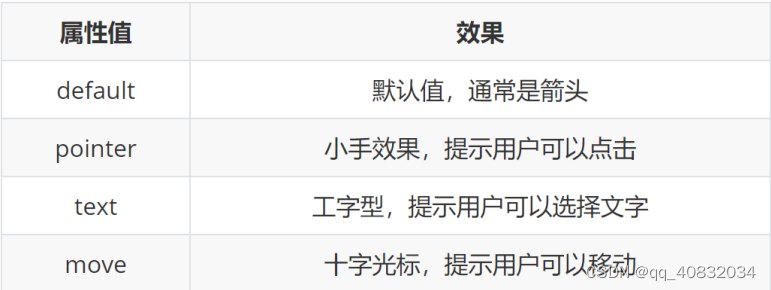 属性值 效果
default 默认值，通常是箭头
pointer 小手效果，提示用户可以点击
text 工字型，提示用户可以选择文字
move 十字光标，提示用户可以移动
CSDN @qq_40832034